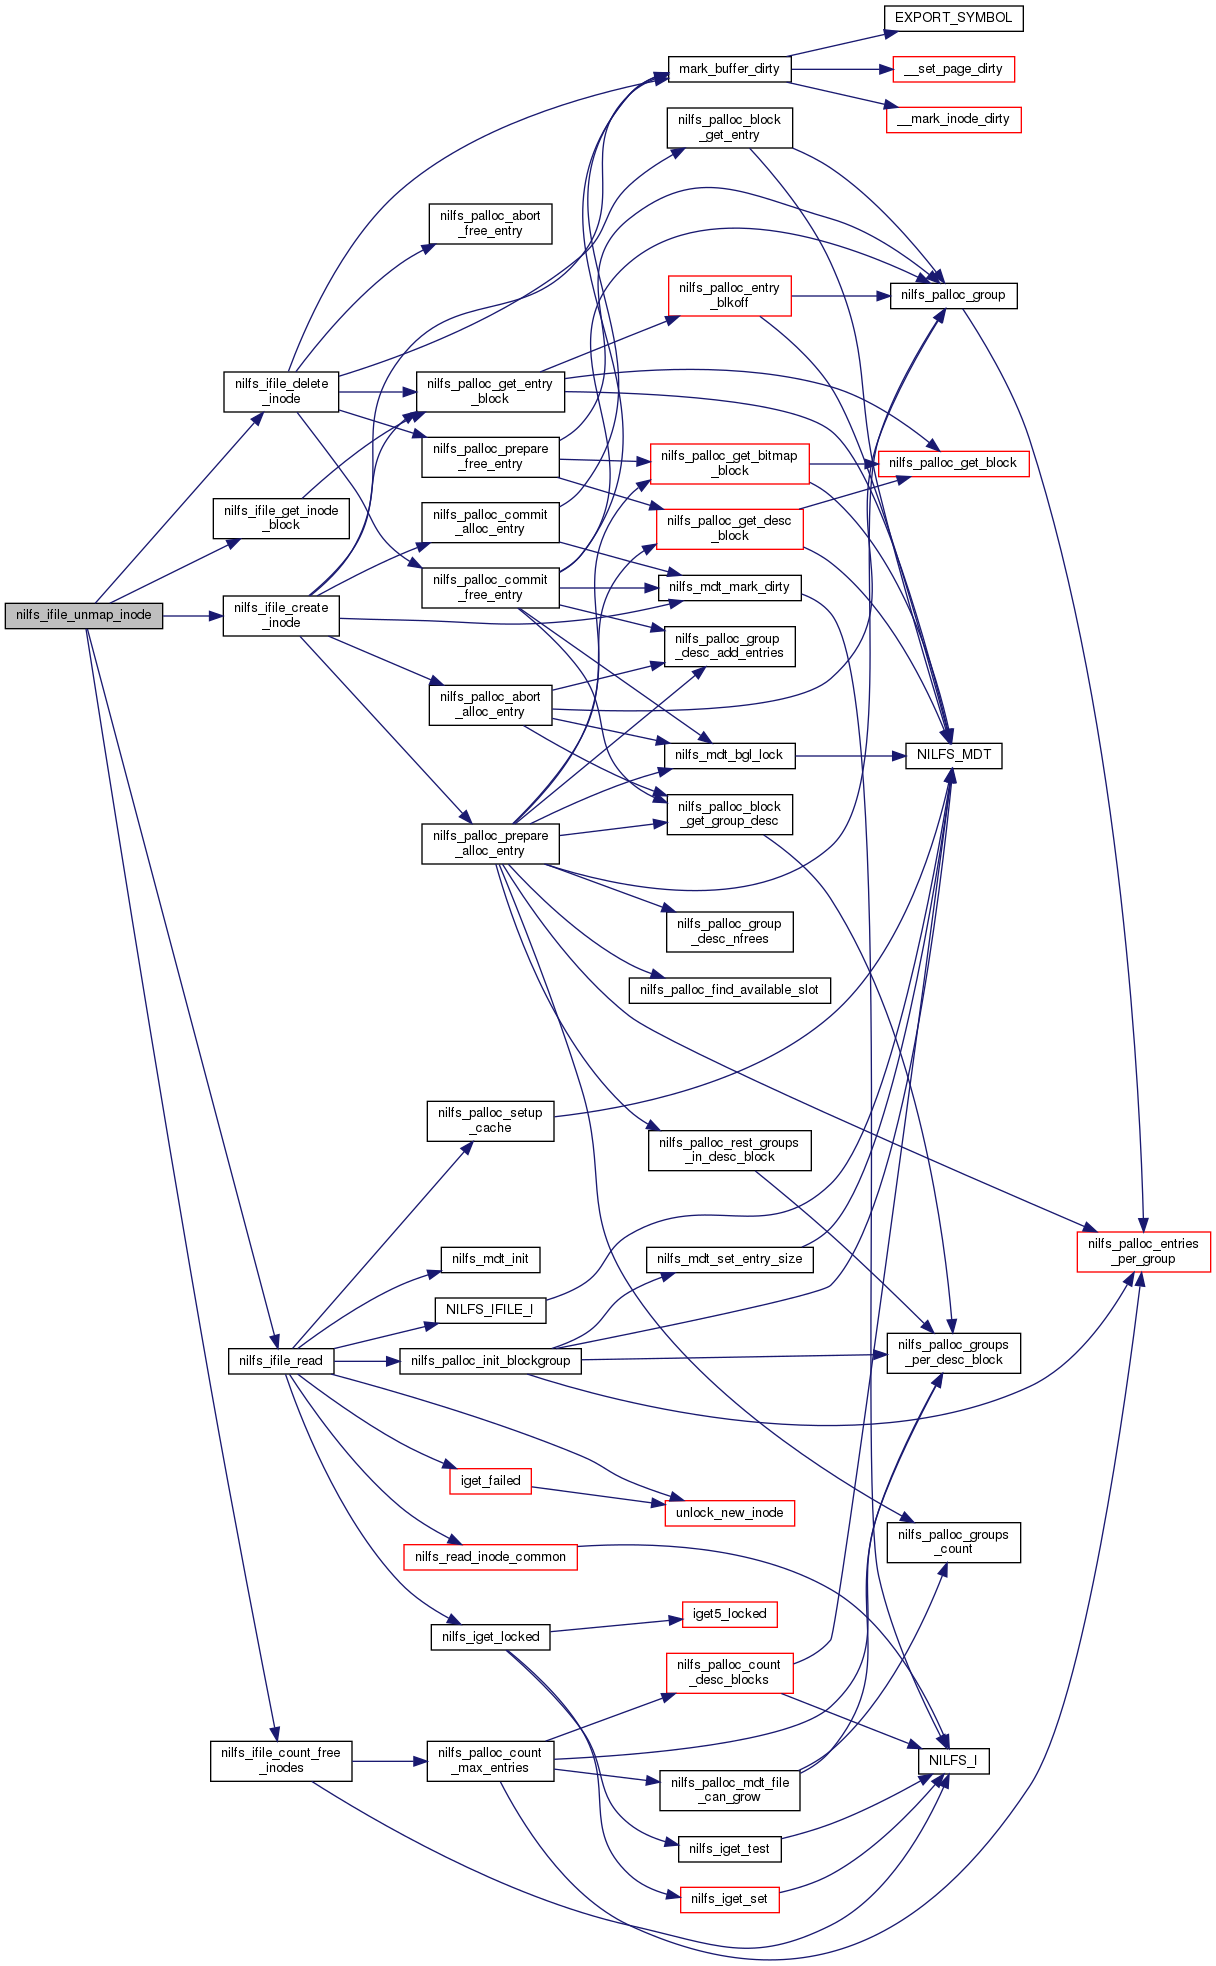 EXPORT_SYMBOL
mark_buffer_dirty
__set_page_dirty
__mark_inode_dirty
nilfs_palloc_block
_get_entry
nilfs_palloc_abort
_free_entry
nilfs_palloc_entry
_blkoff
nilfs_palloc_group
nilfs_ifile_delete
_inode
nilfs_palloc_get_entry
_block
nilfs_palloc_prepare
_free_entry
nilfs_palloc_get_bitmap
_block
nilfs_palloc_get_block
nilfs_ifile_get_inode
_block
nilfs_palloc_commit
_alloc_entry
nilfs_palloc_get_desc
_block
nilfs_palloc_commit
_free_entry
nilfs_mdt_mark_dirty
nilfs_ifile_unmap_inode
nilfs_ifile_create
_inode
nilfs_palloc_group
_desc_add_entries
nilfs_palloc_abort
_alloc_entry
nilfs_mdt_bgl_lock
NILFS_MDT
nilfs_palloc_block
_get_group_desc
nilfs_palloc_prepare
_alloc_entry
nilfs_palloc_group
_desc_nfrees
nilfs_palloc_find_available_slot
nilfs_palloc_setup
_cache
nilfs_palloc_rest_groups
_in_desc_block
nilfs_mdt_init
nilfs_mdt_set_entry_size
nilfs_palloc_entries
_per_group
NILFS_IFILE_I
nilfs_ifile_read
nilfs_palloc_init_blockgroup
nilfs_palloc_groups
_per_desc_block
iget_failed
unlock_new_inode
nilfs_read_inode_common
nilfs_palloc_groups
_count
nilfs_iget_locked
iget5_locked
nilfs_palloc_count
_desc_blocks
nilfs_ifile_count_free
_inodes
nilfs_palloc_count
_max_entries
NILFS_I
nilfs_palloc_mdt_file
_can_grow
nilfs_iget_test
nilfs_iget_set